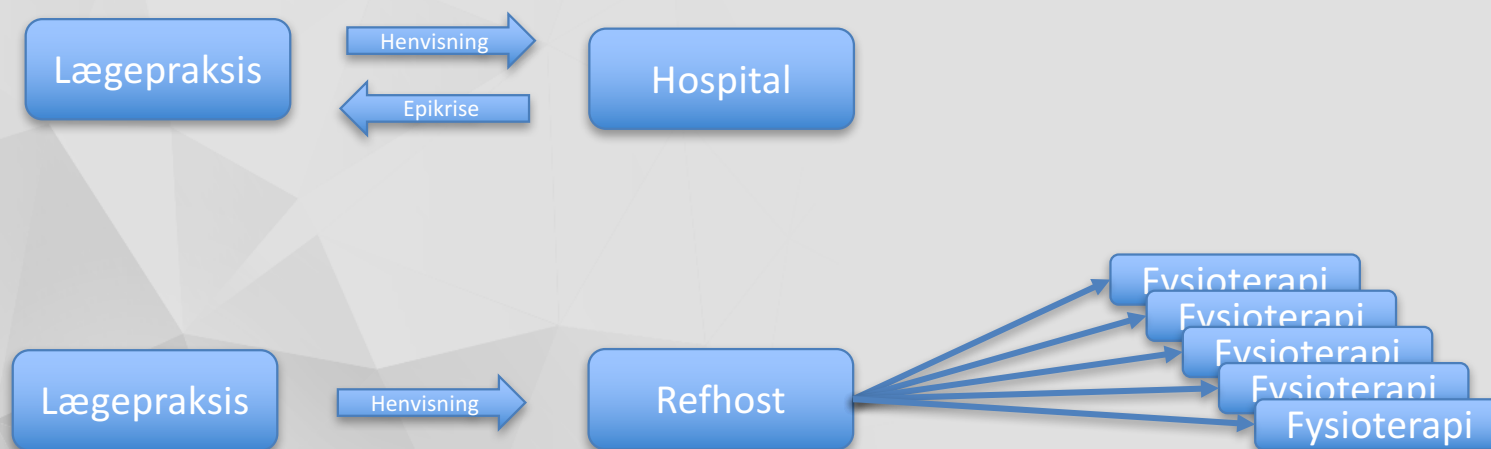 Lægepraksis
Henvisning
Epikrise
Hospital
Lægepraksis
Henvisning
Refhost
Fysioterapi
Fysioterapi
Fysioterapi
Fysioterapi
Fysioterapi